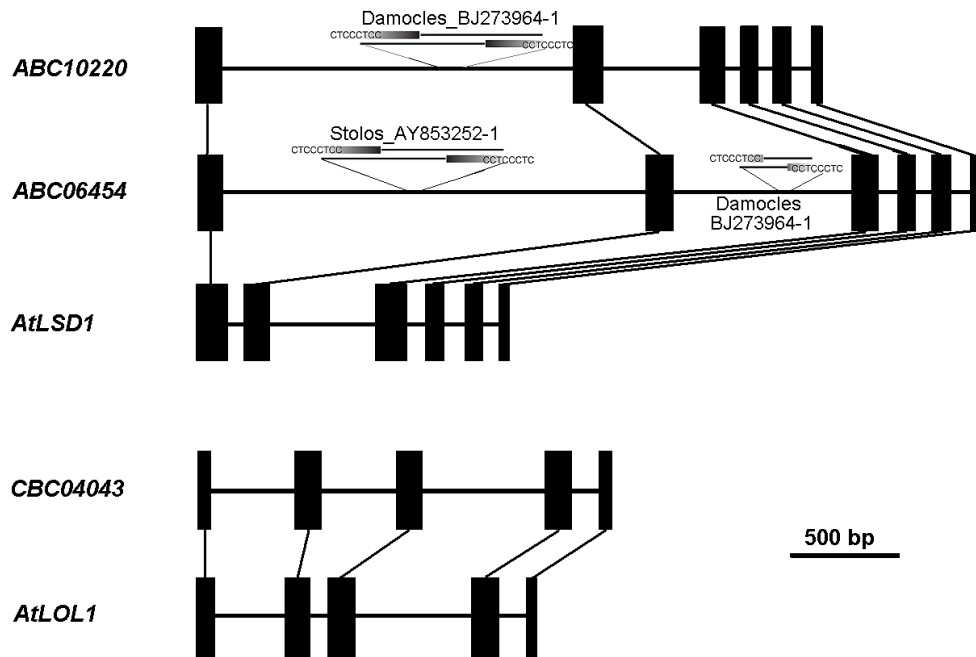 Damocles_BJ273964-1
CTCCCTCC
CCTCCCTC
ABC10220
Stolos_AY853252-1
CTCCCTCC
CCTCCCTC
CTCCCTCC
CCTCCCTC
ABC06454
Damocles
BJ273964-1
AtLSD1
CBC04043
500 bp
AtLOL1